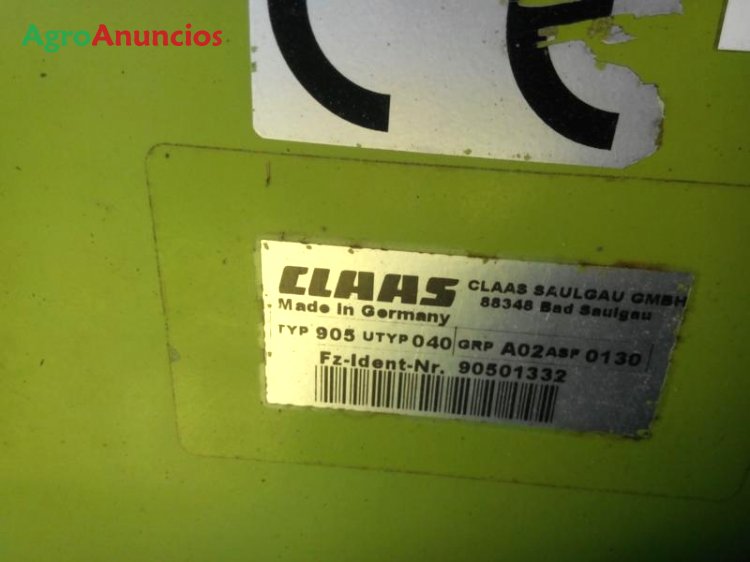 AgroAnuncios
CE
CLAAS
CLAAS SAULGAU GMBH
88348 Bad Saulgau
Made in Germany
TYP 905 UTYP 040 GRP A02 ASP 0130
Fz-Ident-Nr. 90501332